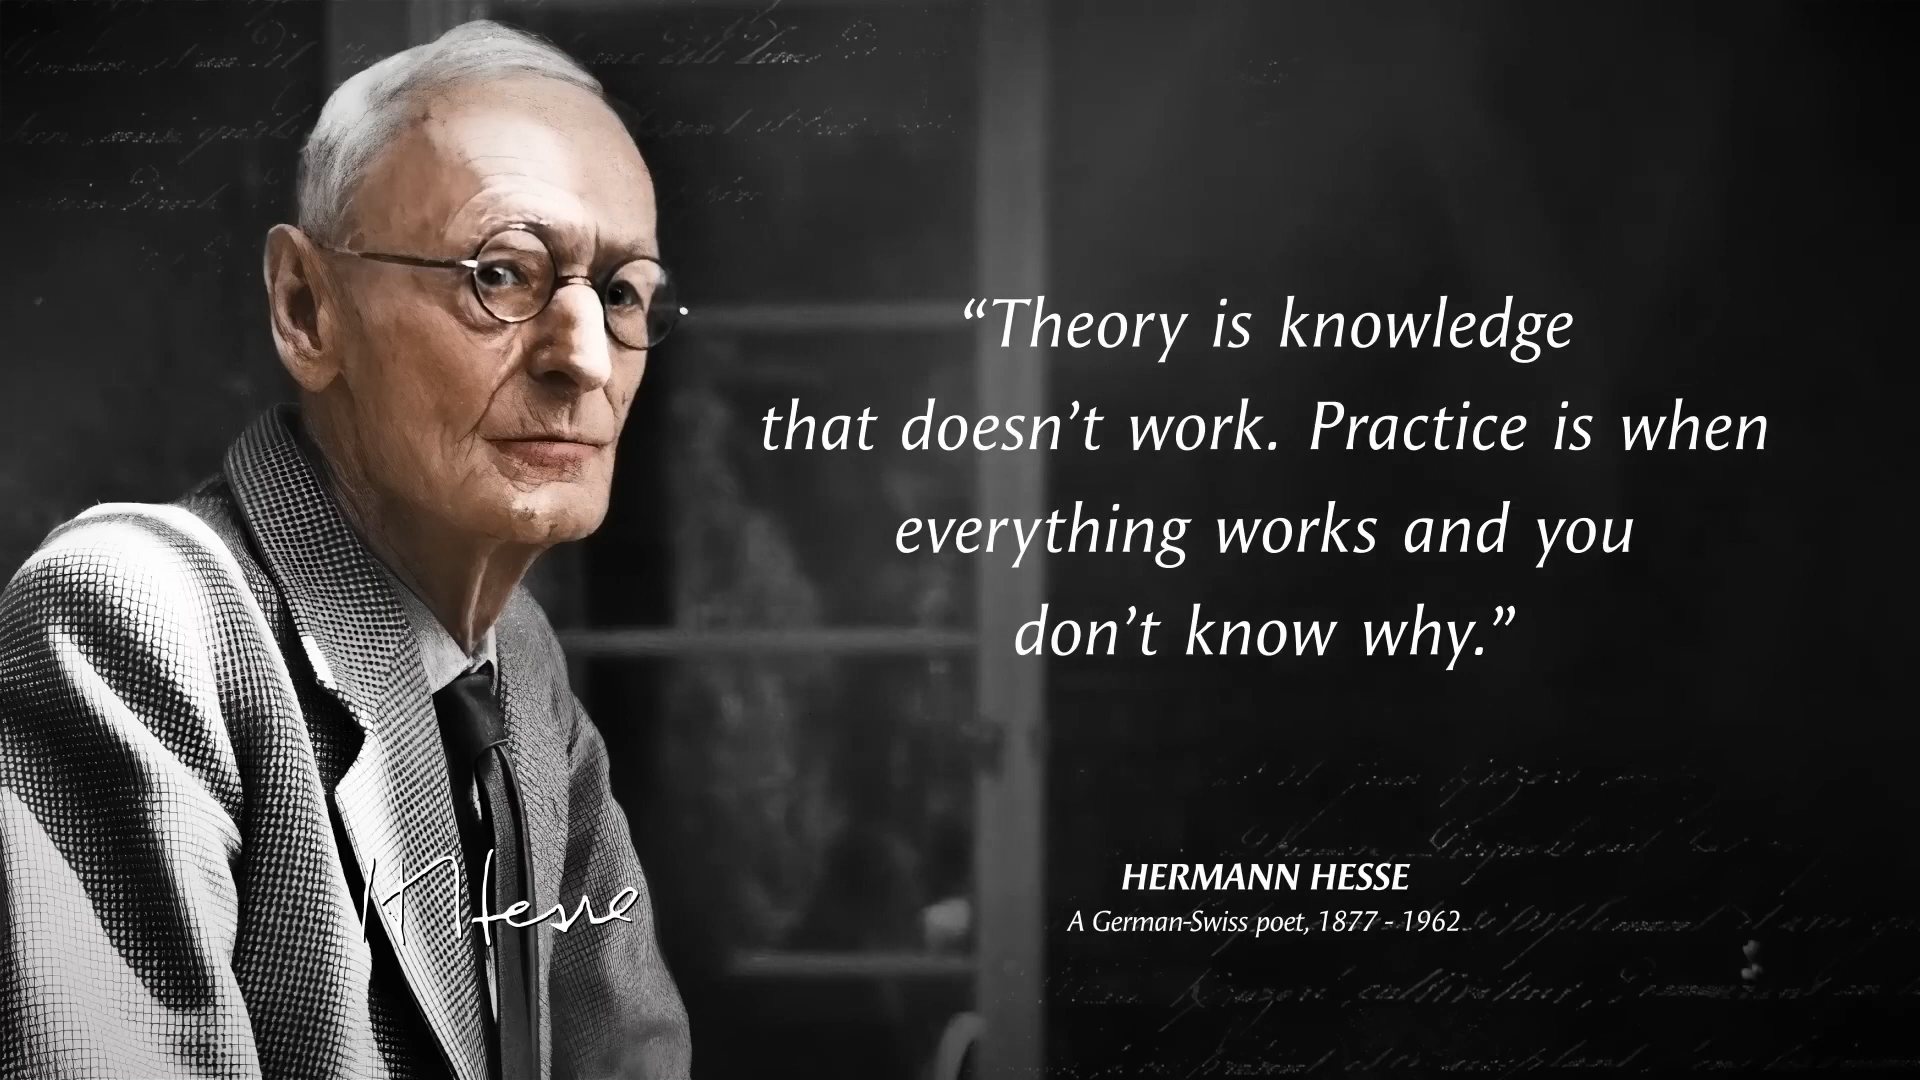 “Theory is knowledge
that doesn’t work. Practice is when
everything works and you
don’t know why.”
HHesse
HERMANN HESSE
A German-Swiss poet, 1877 - 1962